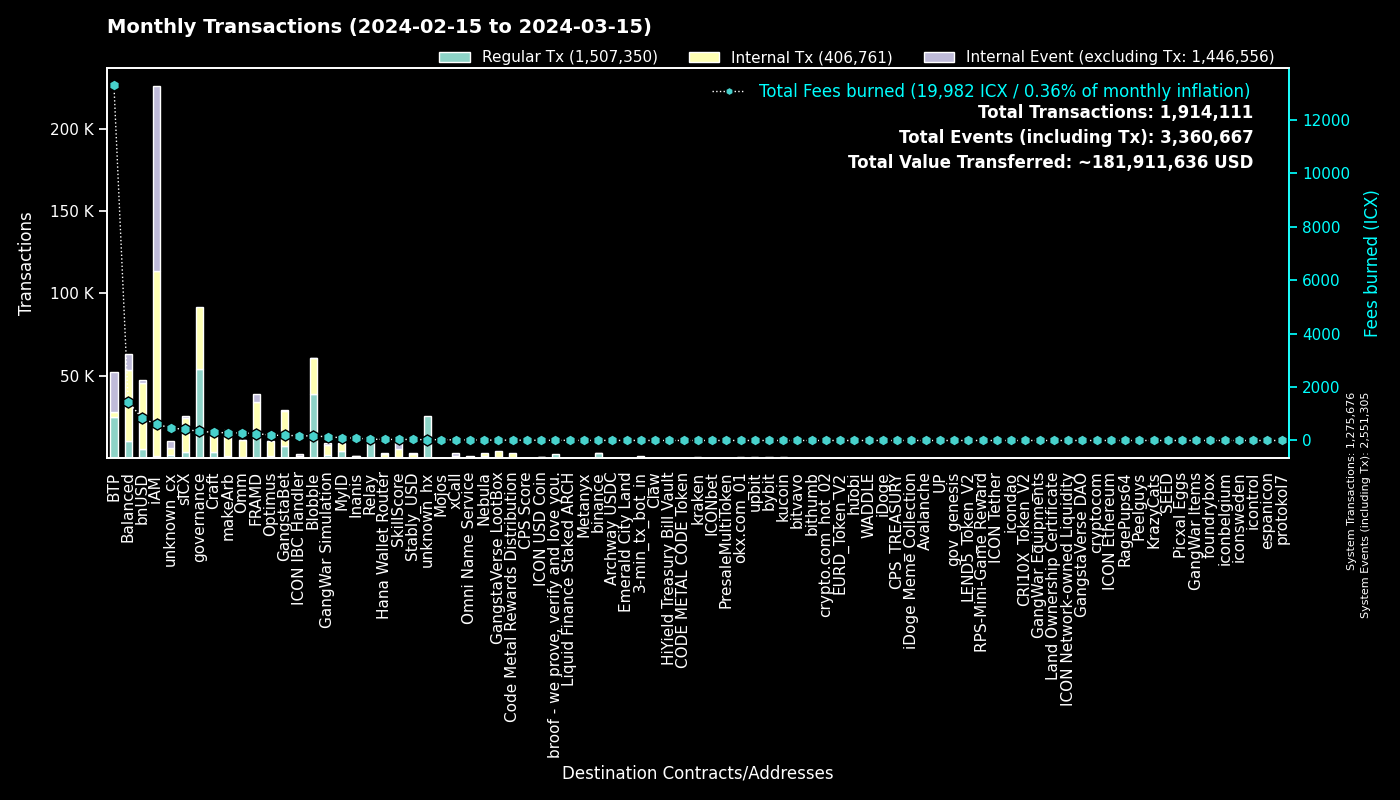 Monthly Transactions (2024-02-15 to 2024-03-15)
Regular Tx (1,507,350)
Internal Tx (406,761)
Internal Event (excluding Tx: 1,446,556)
Total Fees burned (19,982 ICX / 0.36% of monthly inflation)
Total Transactions: 1,914,111
Total Events (including Tx): 3,360,667
Total Value Transferred: ~181,911,636 USD
Transactions
200 K
150 K
100 K
50 K
12000
10000
8000
6000
4000
2000
0
Fees burned (ICX)
System Transactions: 1,275,676
System Events (including Tx): 2,551,305
BTP
Balanced
bnUSD
IAM
unknown_cx
sICX
governance
Craft
makeArb
Omm
FRAMD
Optimus
GangstaBet
ICON IBC Handler
Blobble
GangWar Simulation
MyID
Inanis
Relay
Hana Wallet Router
SkillScore
Stably_USD
unknown_hx
Mojos
xCall
Omni Name Service
Nebula
GangstaVerse LootBox
Code Metal Rewards Distribution
CPS Score
ICON USD Coin
broof - we prove, verify and love you.
Liquid Finance Staked ARCH
Metanyx
binance
Archway USDC
Emerald City Land
3-min_tx_bot_in
Claw
HiYield Treasury Bill Vault
CODE METAL CODE Token
kraken
ICONbet
PresaleMultiToken
okx.com_01
upbit
bybit
kucoin
bitvavo
bithumb
crypto.com_hot_02
EURD_Token_V2
huobi
WADDLE
iDoge
CPS_TREASURY
iDoge Meme Collection
Avalanche
UP
gov_genesis
LENDS_Token_V2
RPS-Mini-Game_Reward
ICON Tether
icondao
CRI10X_Token_V2
GangWar Equipments
Land Ownership Certificate
ICON Network-owned Liquidity
GangstaVerse DAO
cryptocom
ICON Ethereum
RagePups64
Peelguys
KrazyCats
SEED
Picxal Eggs
GangWar Items
foundrybox
iconbelgium
iconsweden
icontrol
espanicon
protokol7
Destination Contracts/Addresses